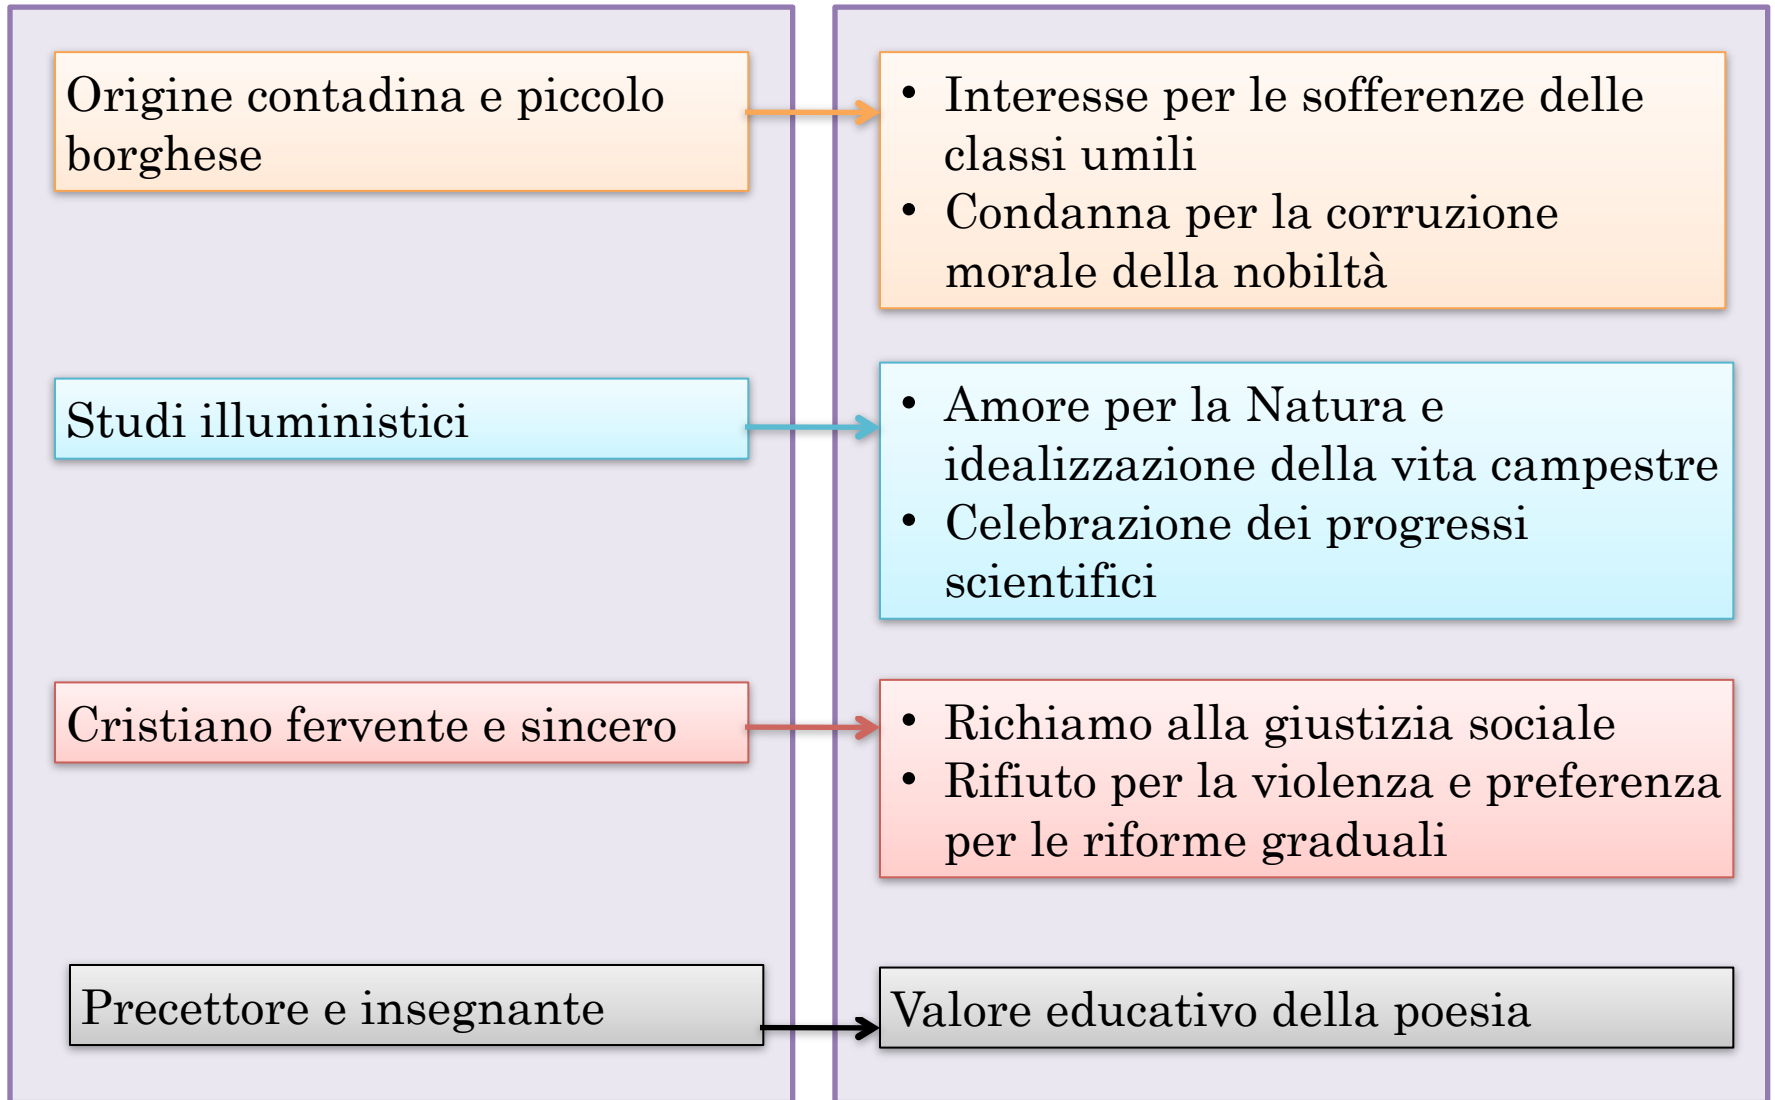 Origine contadina e piccolo
borghese
• Interesse per le sofferenze delle
classi umili
• Condanna per la corruzione
morale della nobiltà
Studi illuministici
• Amore per la Natura e
idealizzazione della vita campestre
• Celebrazione dei progressi
scientifici
Cristiano fervente e sincero
• Richiamo alla giustizia sociale
• Rifiuto per la violenza e preferenza
per le riforme graduali
Precettore e insegnante
Valore educativo della poesia